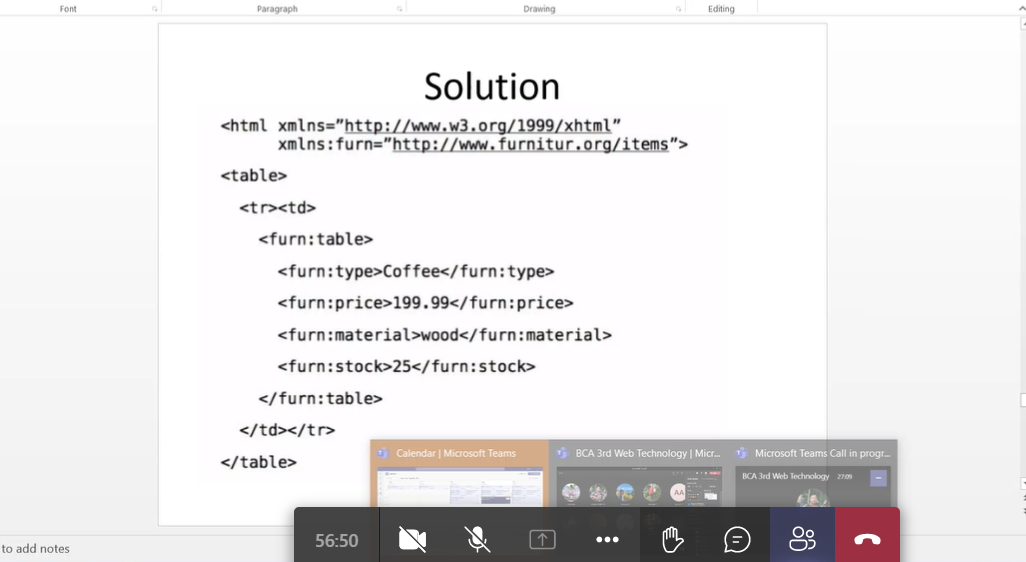 Font Paragraph Drawing Editing
Solution
<html xmlns=”http://www.w3.org/1999/xhtml”
xmlns:furn=”http://www.furnitur.org/items”>
<table>
<tr><td>
<furn:table>
<furn:type>Coffee</furn:type>
<furn:price>199.99</furn:price>
<furn:material>wood</furn:material>
<furn:stock>25</furn:stock>
</furn:table>
</td></tr>
</table>
Calendar | Microsoft Teams
BCA 3rd Web Technology | Micr...
Microsoft Teams Call in progr...
BCA 3rd Web Technology 27:09
AA
56:50
to add notes